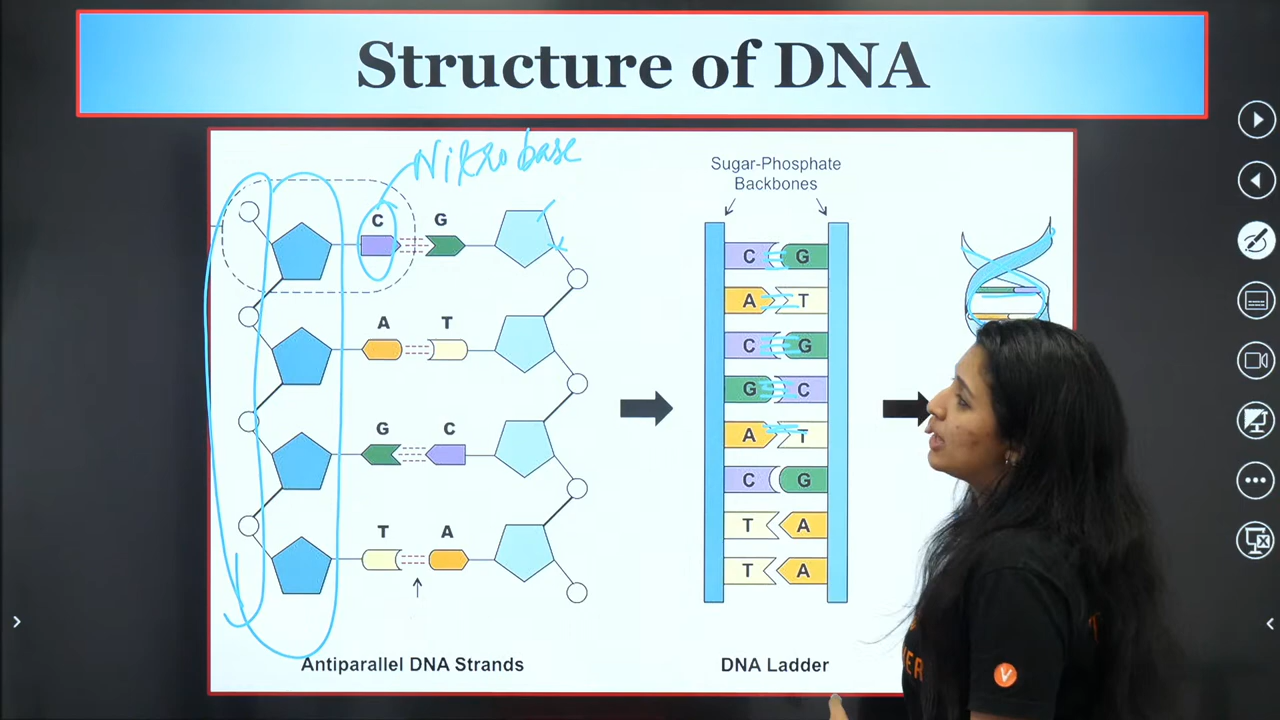 Structure of DNA
Nitro base
C G
A T
G C
T A
Antiparallel DNA Strands
Sugar-Phosphate
Backbones
C G
A T
C G
G C
A T
C G
T A
T A
DNA Ladder
V